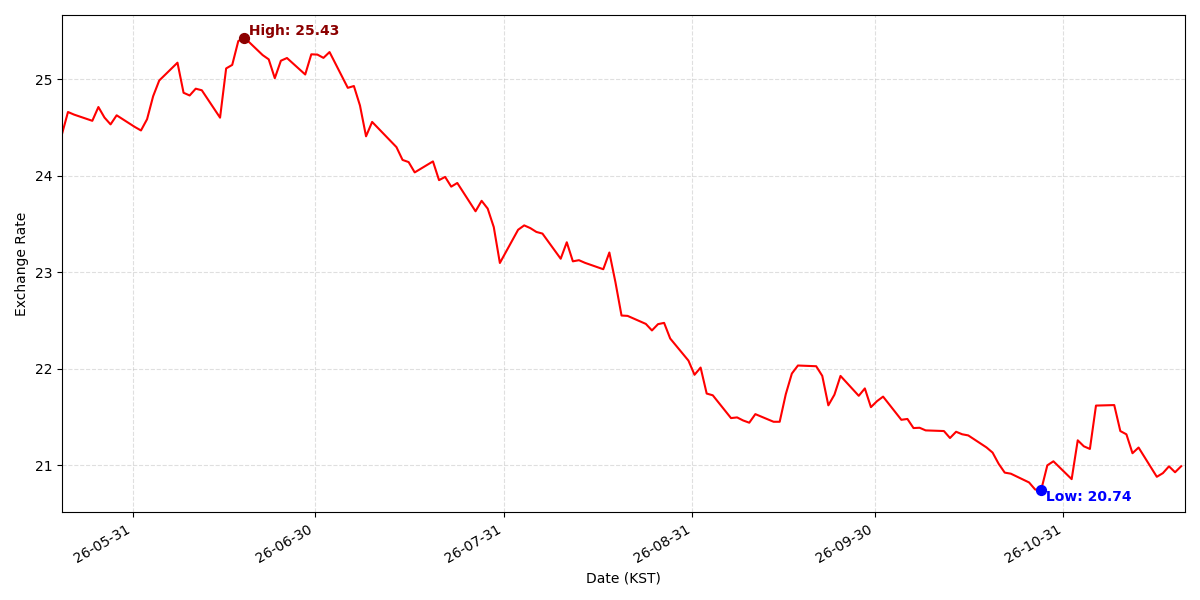 High: 25.43
25
24
23
22
21
Exchange Rate
Low: 20.74
26-05-31
26-06-30
26-07-31
26-08-31
26-09-30
26-10-31
Date (KST)